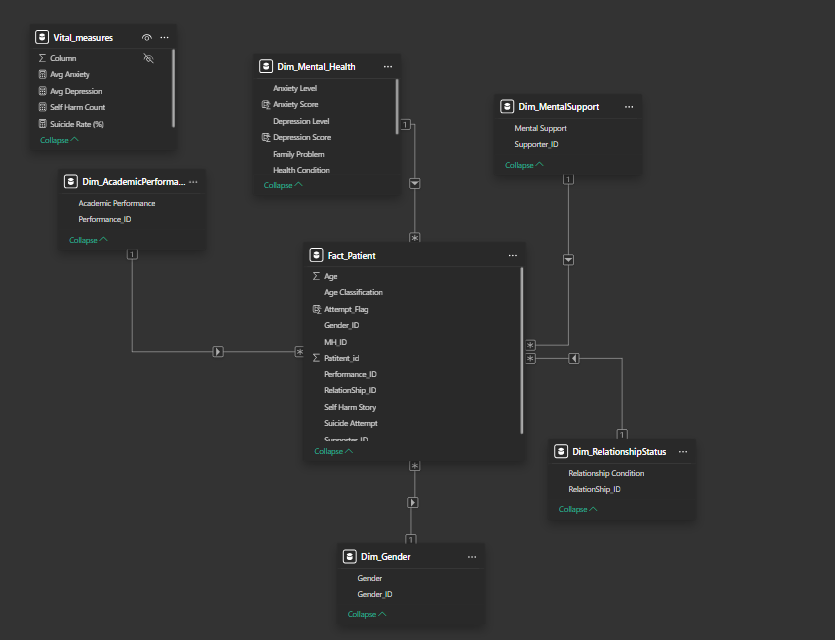 Vital_measures
Column
Avg Anxiety
Avg Depression
Self Harm Count
Suicide Rate (%)
Collapse
Dim_Mental_Health
Anxiety Level
Anxiety Score
Depression Level
Depression Score
Family Problem
Health Condition
Collapse
1
*
Dim_MentalSupport
Mental Support
Supporter_ID
Collapse
1
*
Dim_AcademicPerforma...
Academic Performance
Performance_ID
Collapse
1
*
Fact_Patient
Age
Age Classification
Attempt_Flag
Gender_ID
MH_ID
Patitent_id
Performance_ID
RelationShip_ID
Self Harm Story
Suicide Attempt
Supporter_ID
Collapse
*
1
*
1
Dim_RelationshipStatus
Relationship Condition
RelationShip_ID
Collapse
Dim_Gender
Gender
Gender_ID
Collapse